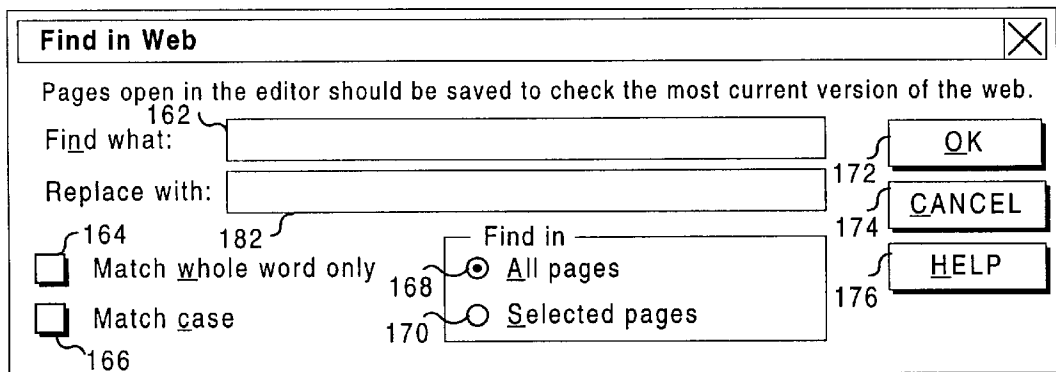 Find in Web
Pages open in the editor should be saved to check the most current version of the web.
162
Find what:
OK
172
Replace with:
CANCEL
174
182
164
Match whole word only
Find in
168
All pages
HELP
176
Match case
170
Selected pages
166